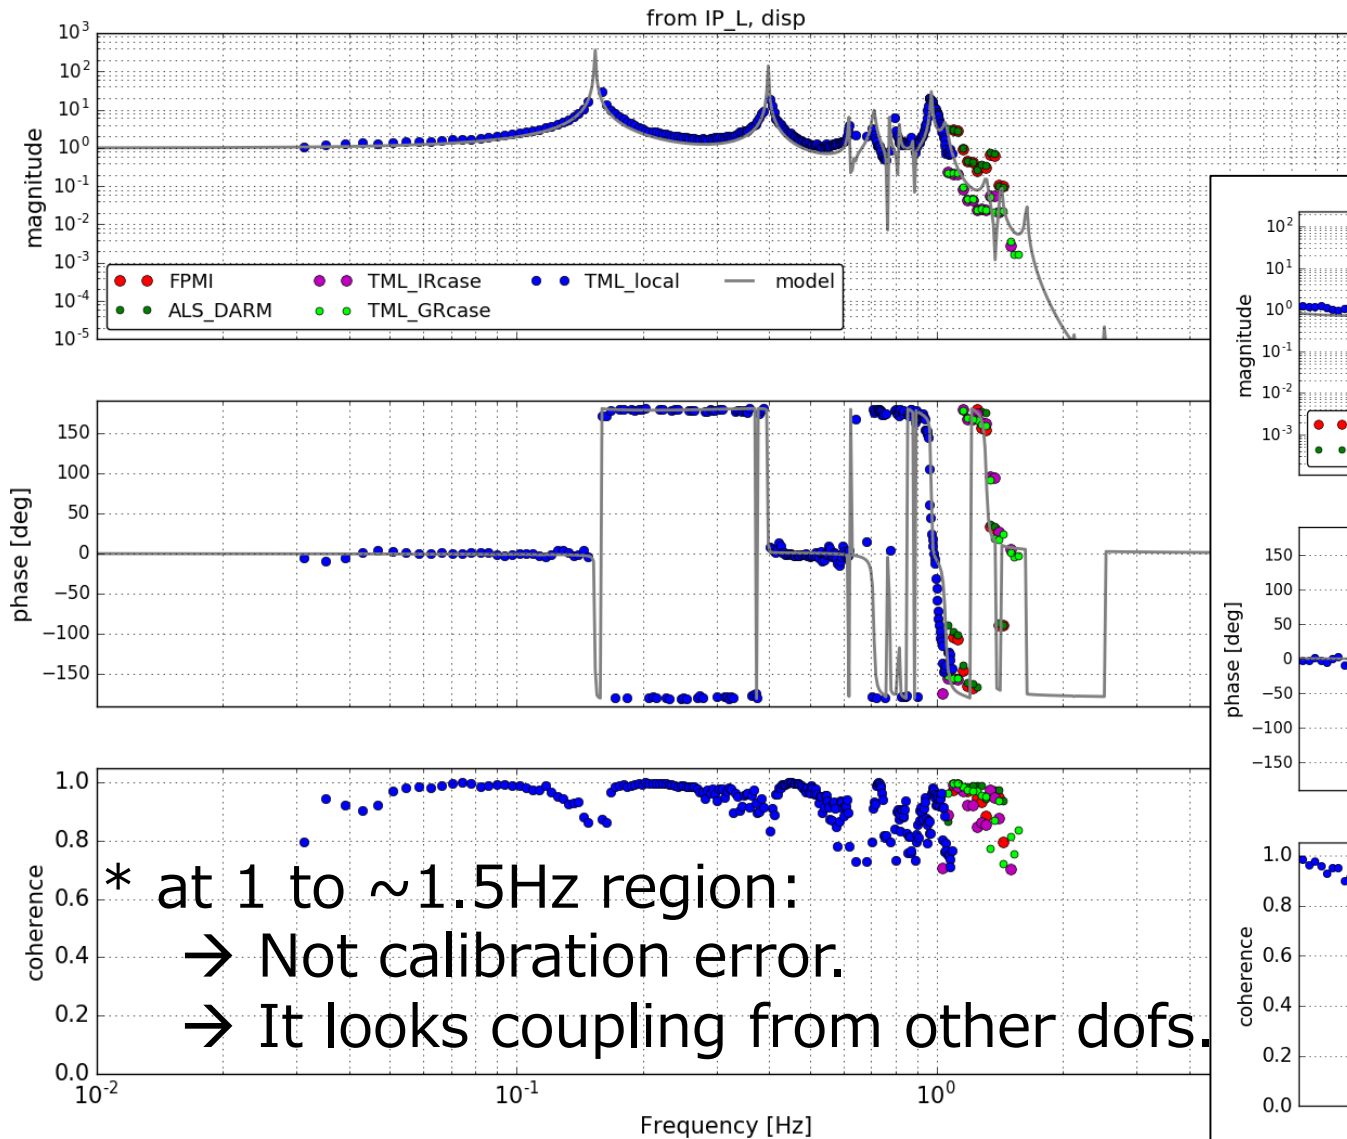 from IP_L, disp
10^3
10^2
10^1
10^0
10^-1
10^-2
10^-3
10^-4
10^-5
magnitude
FPMI
ALS_DARM
TML_IRcase
TML_GRcase
TML_local
model
150
100
50
0
−50
−100
−150
phase [deg]
1.0
0.8
0.6
0.4
0.2
0.0
coherence
* at 1 to ~1.5Hz region:
→ Not calibration error.
→ It looks coupling from other dofs.
10^-2
10^-1
10^0
Frequency [Hz]
10^2
10^1
10^0
10^-1
10^-2
10^-3
magnitude
150
100
50
0
−50
−100
−150
phase [deg]
1.0
0.8
0.6
0.4
0.2
0.0
coherence